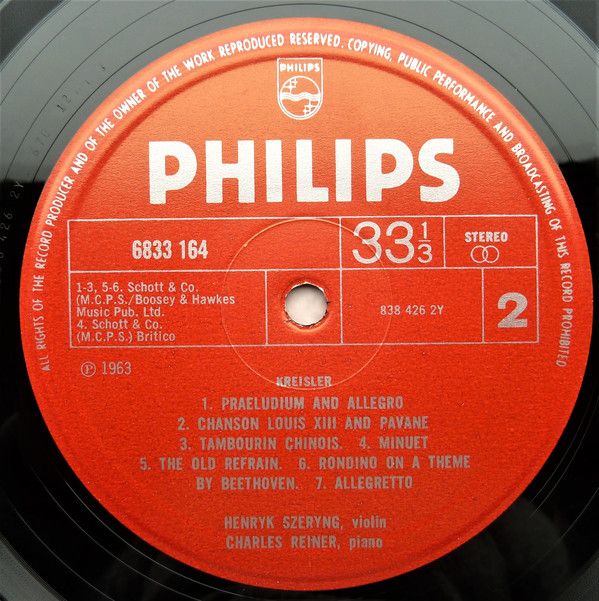 ALL RIGHTS OF THE RECORD PRODUCER AND OF THE OWNER OF THE WORK REPRODUCED RESERVED. COPYING, PUBLIC PERFORMANCE AND BROADCASTING OF THIS RECORD PROHIBITED
PHILIPS
PHILIPS
6833 164
33 1/3
STEREO
1-3, 5-6. Schott & Co.
(M.C.P.S./Boosey & Hawkes
Music Pub. Ltd.
4. Schott & Co.
(M.C.P.S.) Britico
838 426 2Y
2
Ⓟ 1963
KREISLER
1. PRAELUDIUM AND ALLEGRO
2. CHANSON LOUIS XIII AND PAVANE
3. TAMBOURIN CHINOIS. 4. MINUET
5. THE OLD REFRAIN. 6. RONDINO ON A THEME
BY BEETHOVEN. 7. ALLEGRETTO
HENRYK SZERYNG, violin
CHARLES REINER, piano